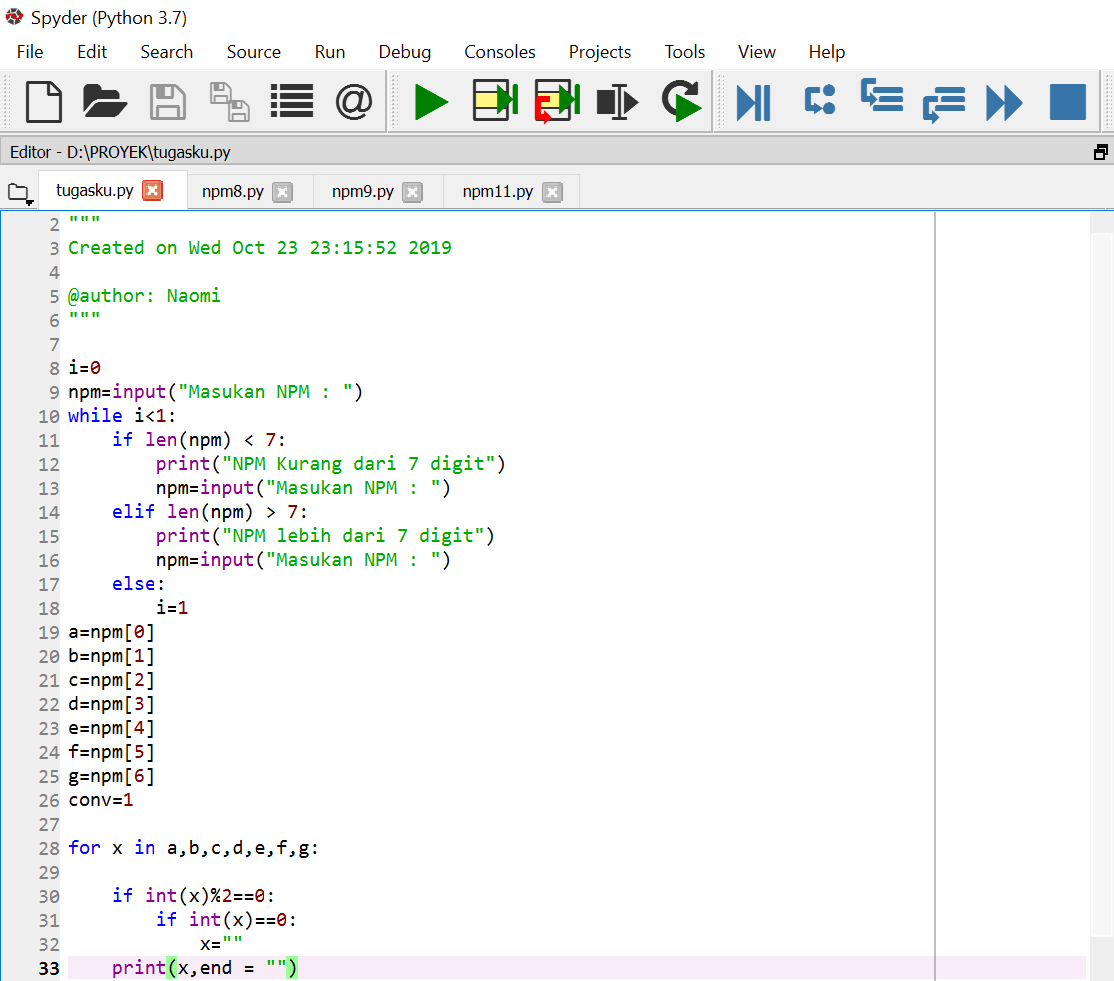 Spyder (Python 3.7)
File Edit Search Source Run Debug Consoles Projects Tools View Help
@
Editor - D:\PROYEK\tugasku.py
tugasku.py npm8.py npm9.py npm11.py
2 """
3 Created on Wed Oct 23 23:15:52 2019
4
5 @author: Naomi
6 """
7
8 i=0
9 npm=input("Masukan NPM : ")
10 while i<1:
11     if len(npm) < 7:
12         print("NPM Kurang dari 7 digit")
13         npm=input("Masukan NPM : ")
14     elif len(npm) > 7:
15         print("NPM lebih dari 7 digit")
16         npm=input("Masukan NPM : ")
17     else:
18         i=1
19 a=npm[0]
20 b=npm[1]
21 c=npm[2]
22 d=npm[3]
23 e=npm[4]
24 f=npm[5]
25 g=npm[6]
26 conv=1
27
28 for x in a,b,c,d,e,f,g:
29
30     if int(x)%2==0:
31         if int(x)==0:
32             x=""
33     print(x,end = "")